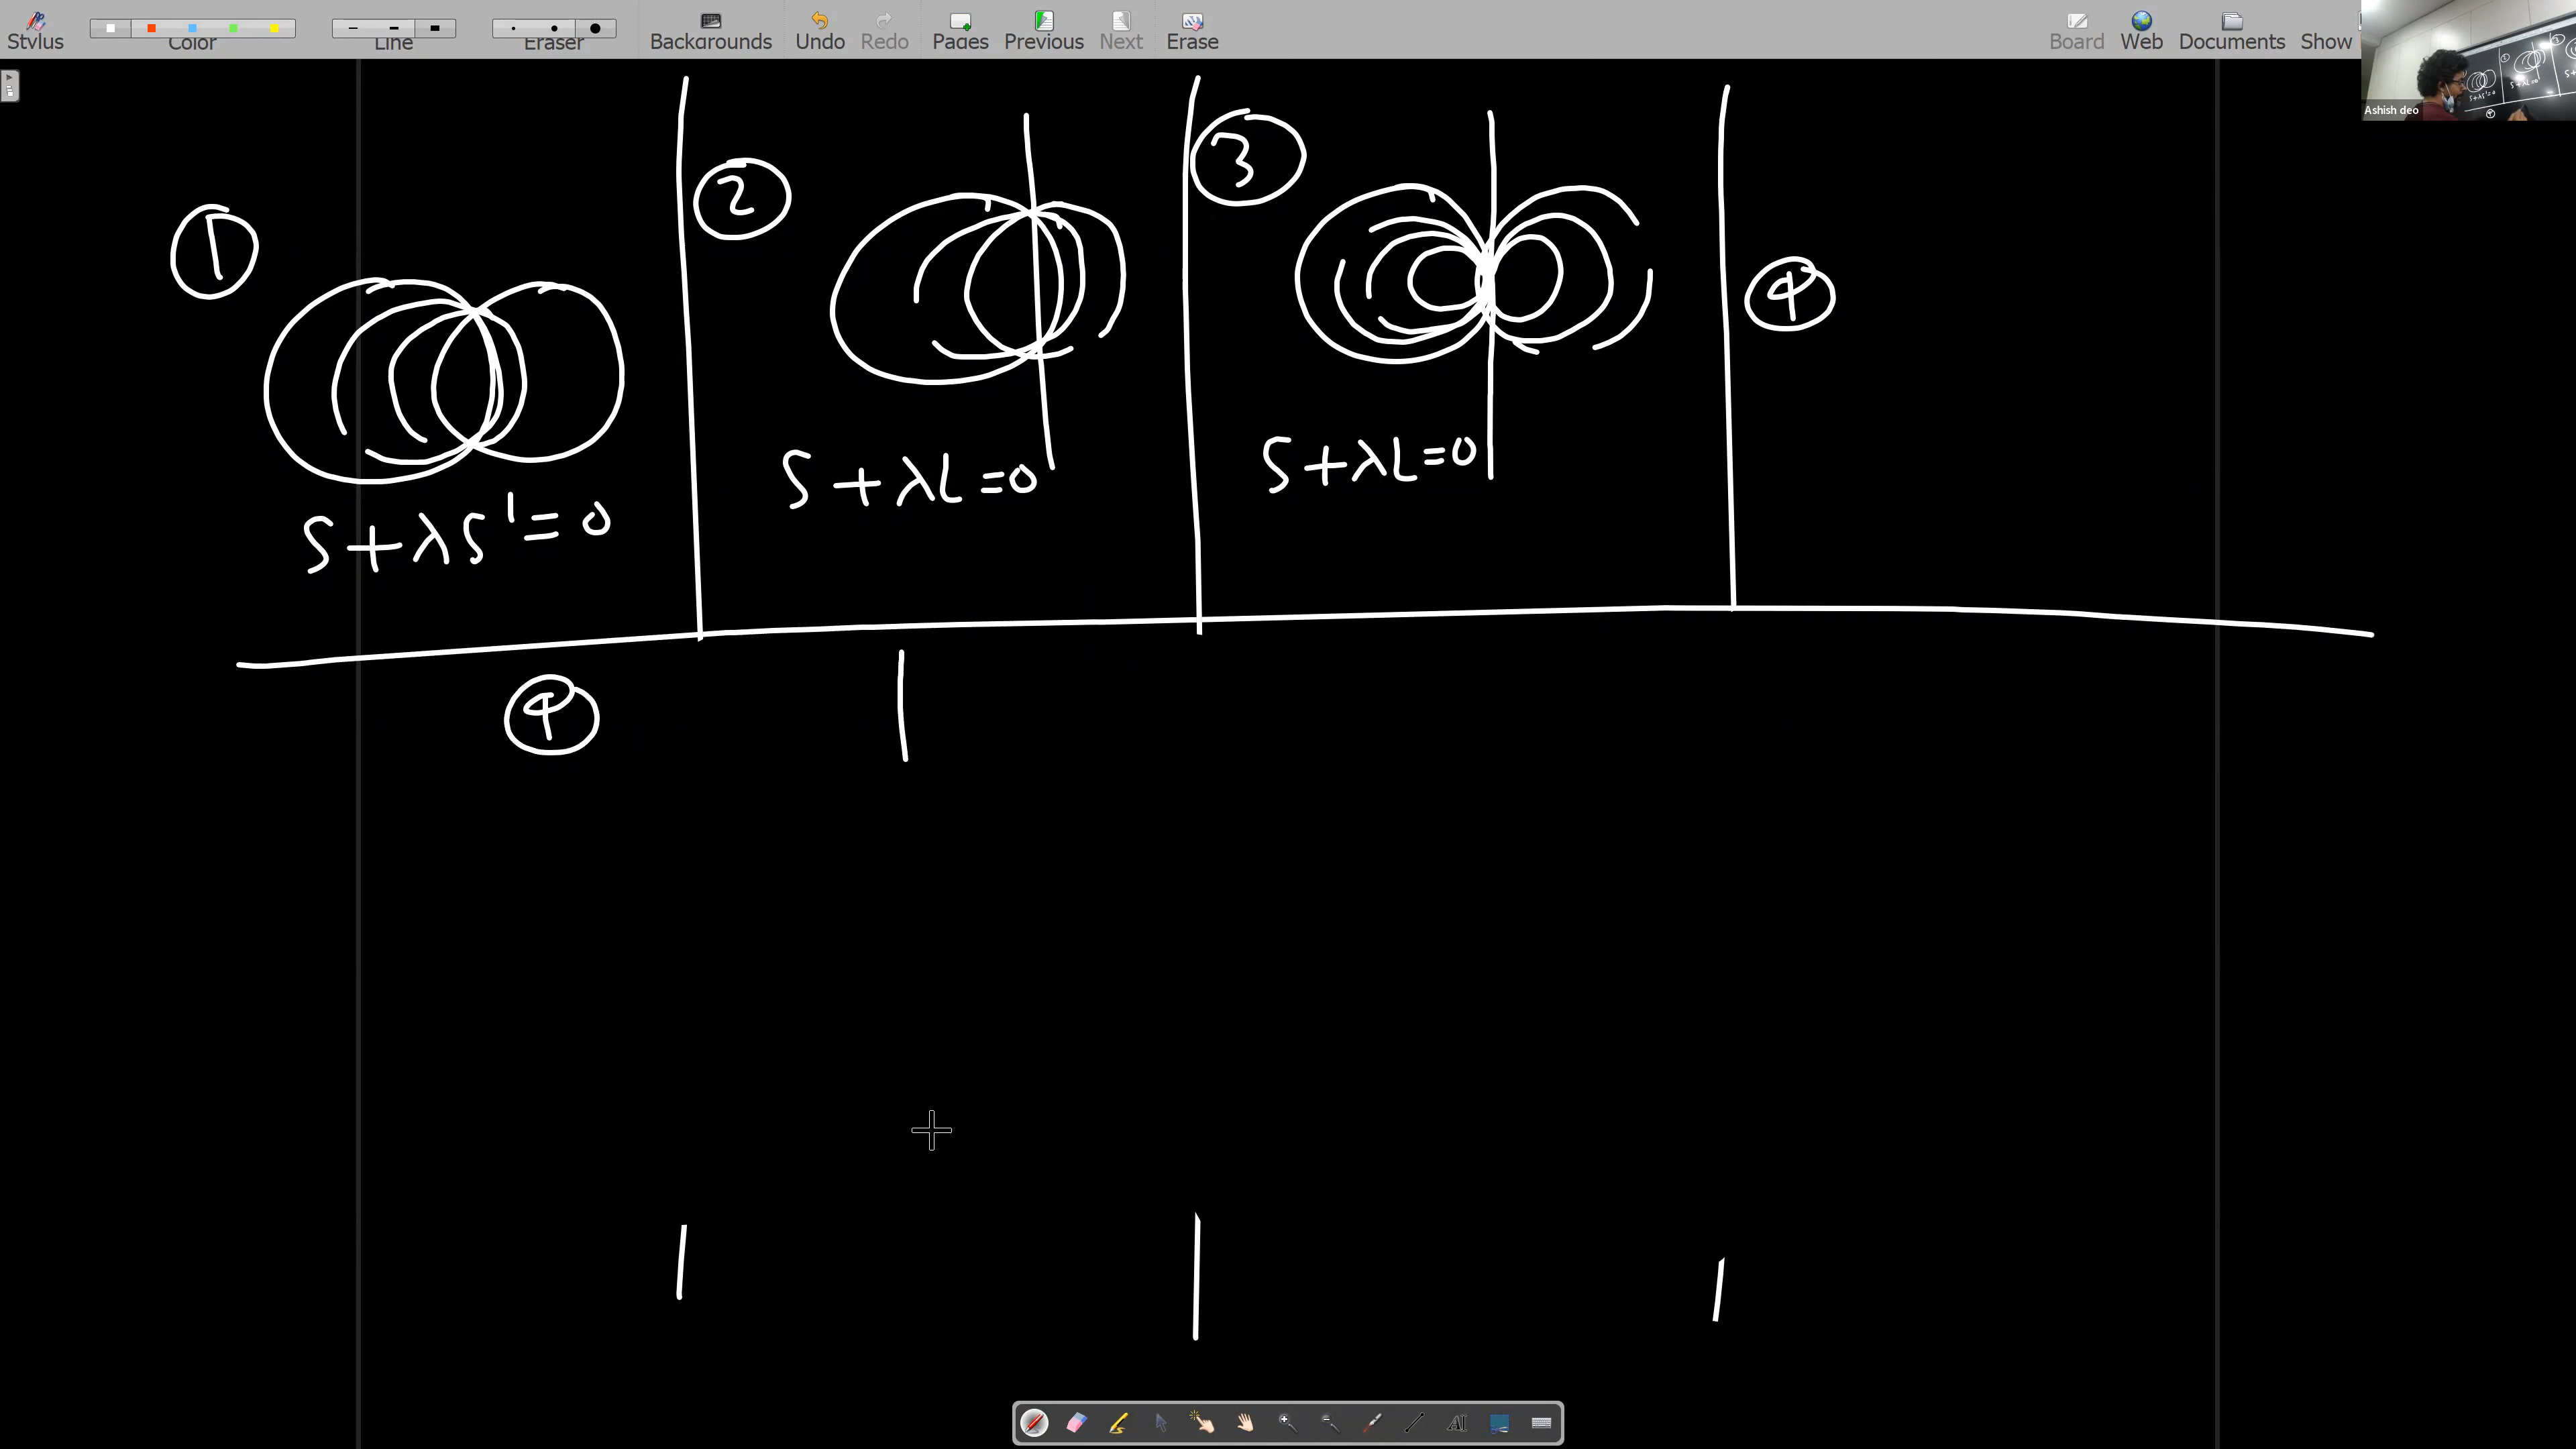 Stylus Color Line Eraser Backgrounds Undo Redo Pages Previous Next Erase Board Web Documents Show
Ashish deo
① ② ③ ④
S + λS' = 0
S + λL = 0
S + λL = 0
④
AI